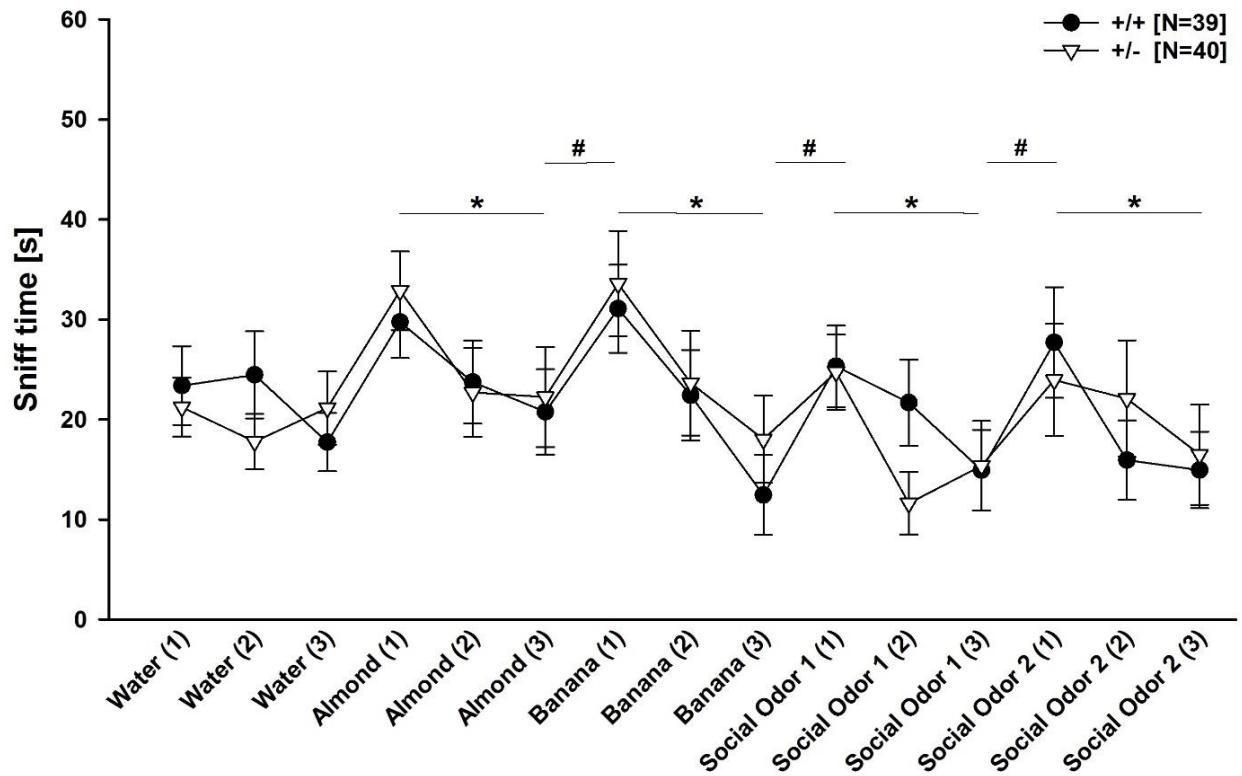 60
50
40
30
20
10
0
Sniff time [s]
+/+ [N=39]
+/- [N=40]
# # #
* * * *
Water (1)
Water (2)
Water (3)
Almond (1)
Almond (2)
Almond (3)
Banana (1)
Banana (2)
Banana (3)
Social Odor 1 (1)
Social Odor 1 (2)
Social Odor 1 (3)
Social Odor 2 (1)
Social Odor 2 (2)
Social Odor 2 (3)